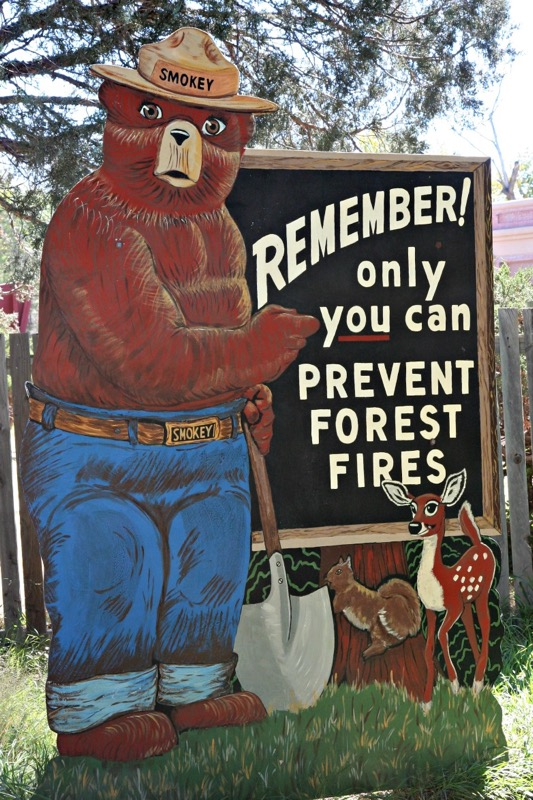 SMOKEY
REMEMBER!
only
you can
PREVENT
FOREST
FIRES
SMOKEY